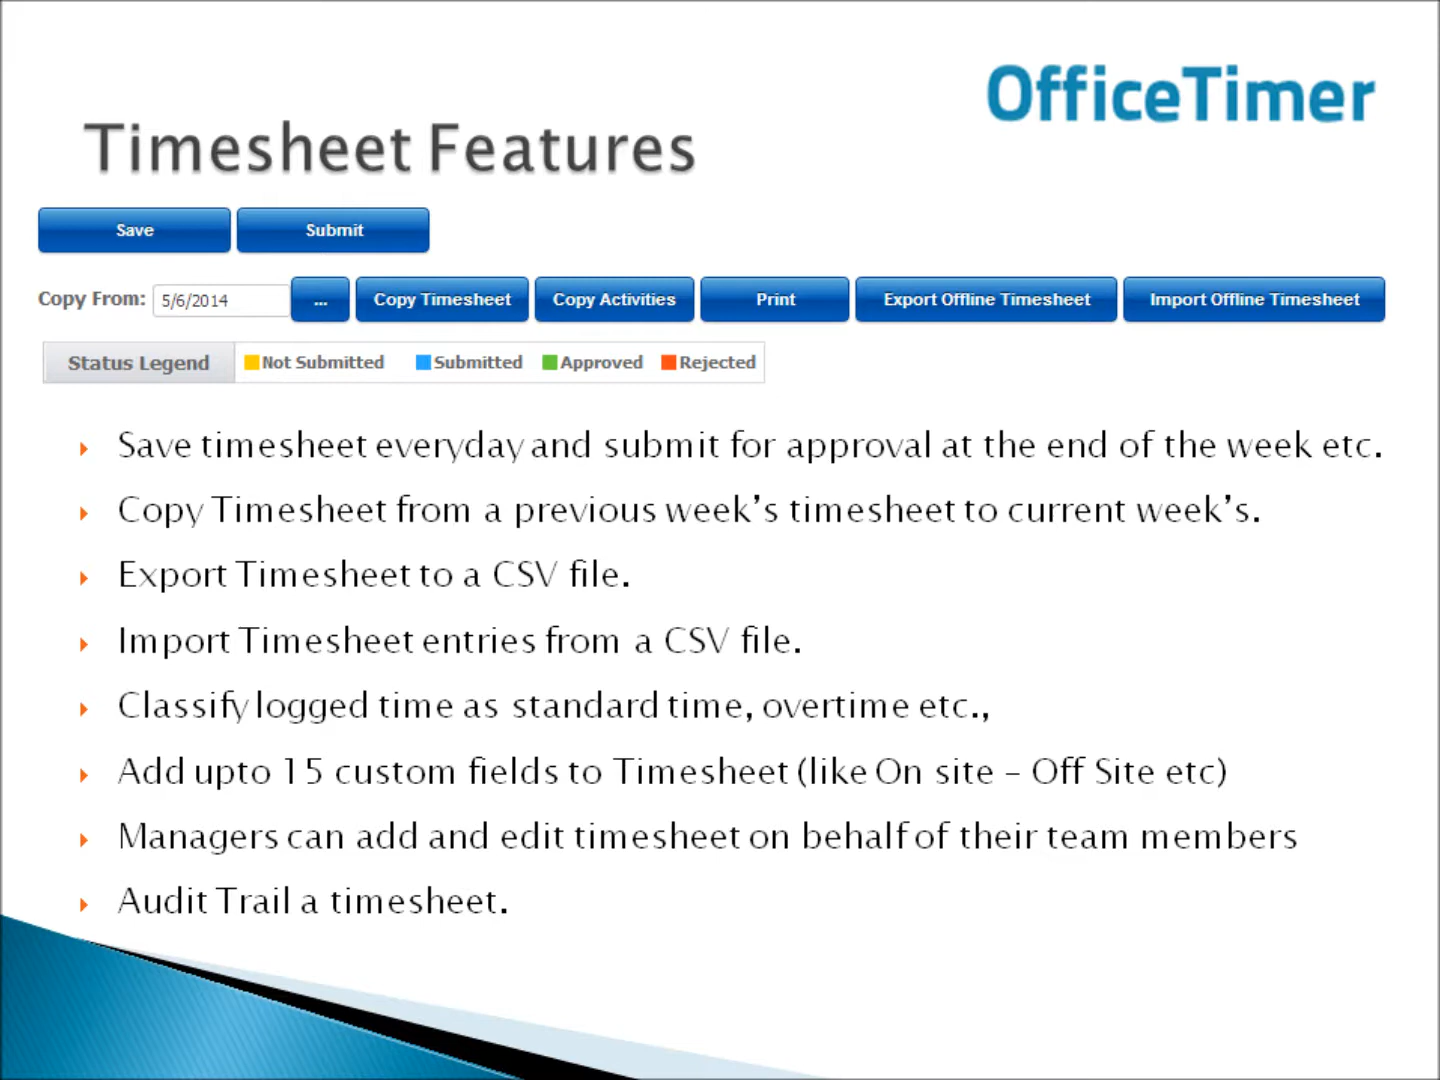 OfficeTimer
Timesheet Features
Save Submit
Copy From: 5/6/2014 ... Copy Timesheet Copy Activities Print Export Offline Timesheet Import Offline Timesheet
Status Legend Not Submitted Submitted Approved Rejected
Save timesheet everyday and submit for approval at the end of the week etc.
Copy Timesheet from a previous week’s timesheet to current week’s.
Export Timesheet to a CSV file.
Import Timesheet entries from a CSV file.
Classify logged time as standard time, overtime etc.,
Add upto 15 custom fields to Timesheet (like On site – Off Site etc)
Managers can add and edit timesheet on behalf of their team members
Audit Trail a timesheet.